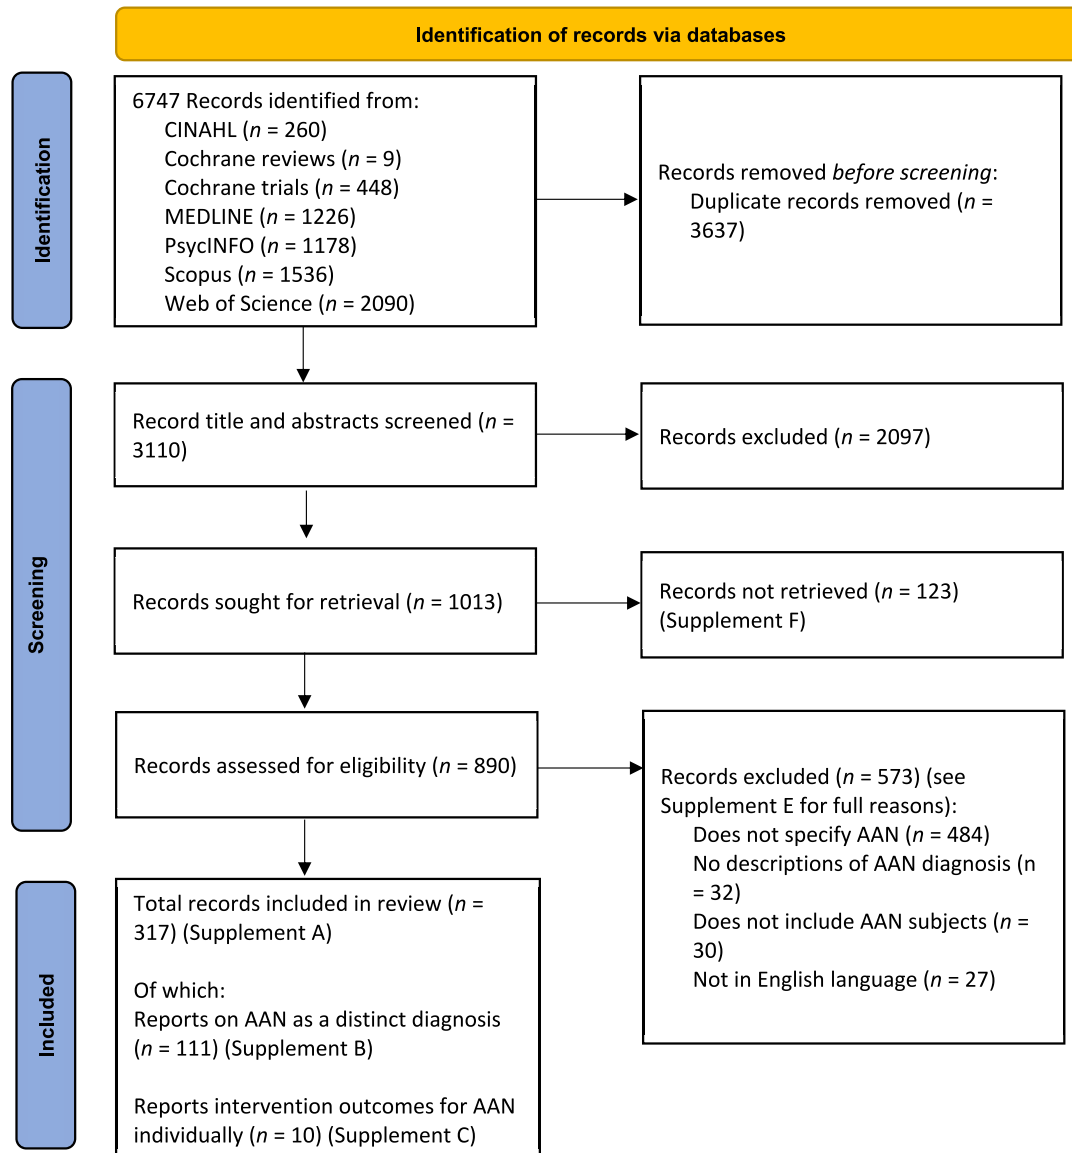 Identification of records via databases
Identification
6747 Records identified from:
CINAHL (n = 260)
Cochrane reviews (n = 9)
Cochrane trials (n = 448)
MEDLINE (n = 1226)
PsycINFO (n = 1178)
Scopus (n = 1536)
Web of Science (n = 2090)
Records removed before screening:
Duplicate records removed (n =
3637)
Screening
Record title and abstracts screened (n =
3110)
Records excluded (n = 2097)
Records sought for retrieval (n = 1013)
Records not retrieved (n = 123)
(Supplement F)
Records assessed for eligibility (n = 890)
Records excluded (n = 573) (see
Supplement E for full reasons):
Does not specify AAN (n = 484)
No descriptions of AAN diagnosis (n
= 32)
Does not include AAN subjects (n =
30)
Not in English language (n = 27)
Included
Total records included in review (n =
317) (Supplement A)
Of which:
Reports on AAN as a distinct diagnosis
(n = 111) (Supplement B)
Reports intervention outcomes for AAN
individually (n = 10) (Supplement C)